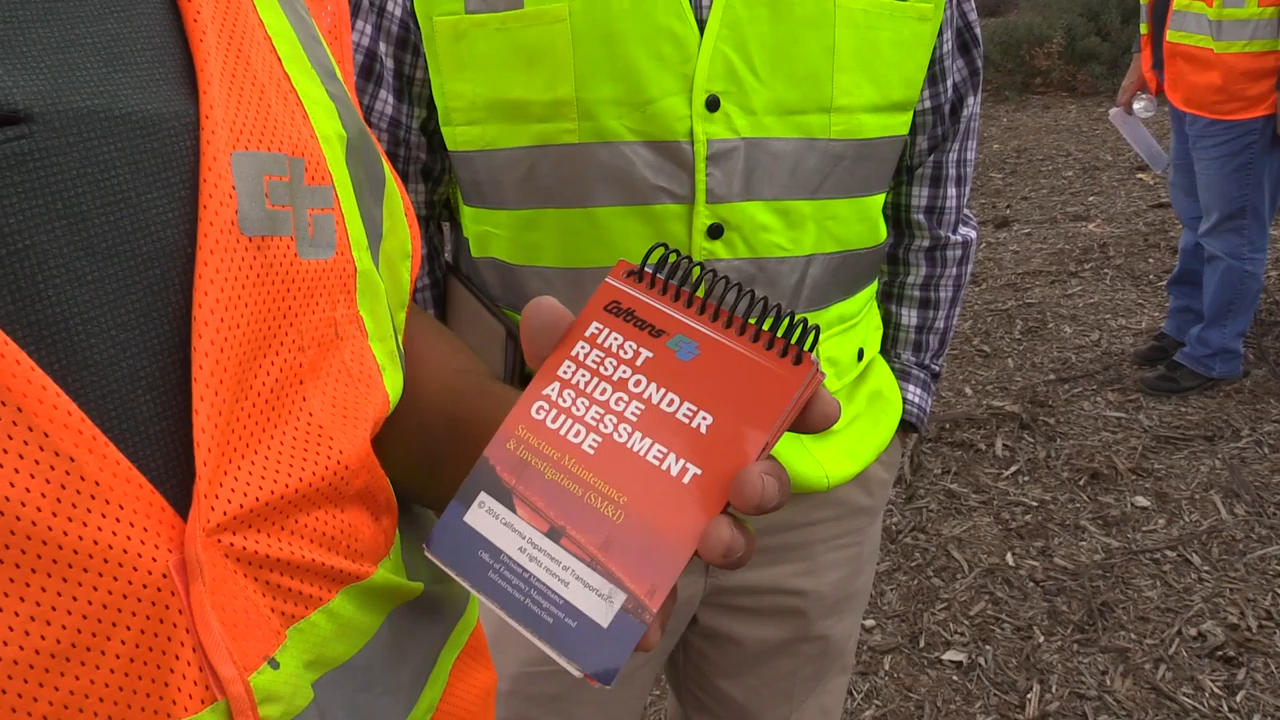 Caltrans
FIRST
RESPONDER
BRIDGE
ASSESSMENT
GUIDE
Structure Maintenance
& Investigations (SM&I)
© 2016 California Department of Transportation
All rights reserved.
Division of Maintenance
Office of Emergency Management and
Infrastructure Protection